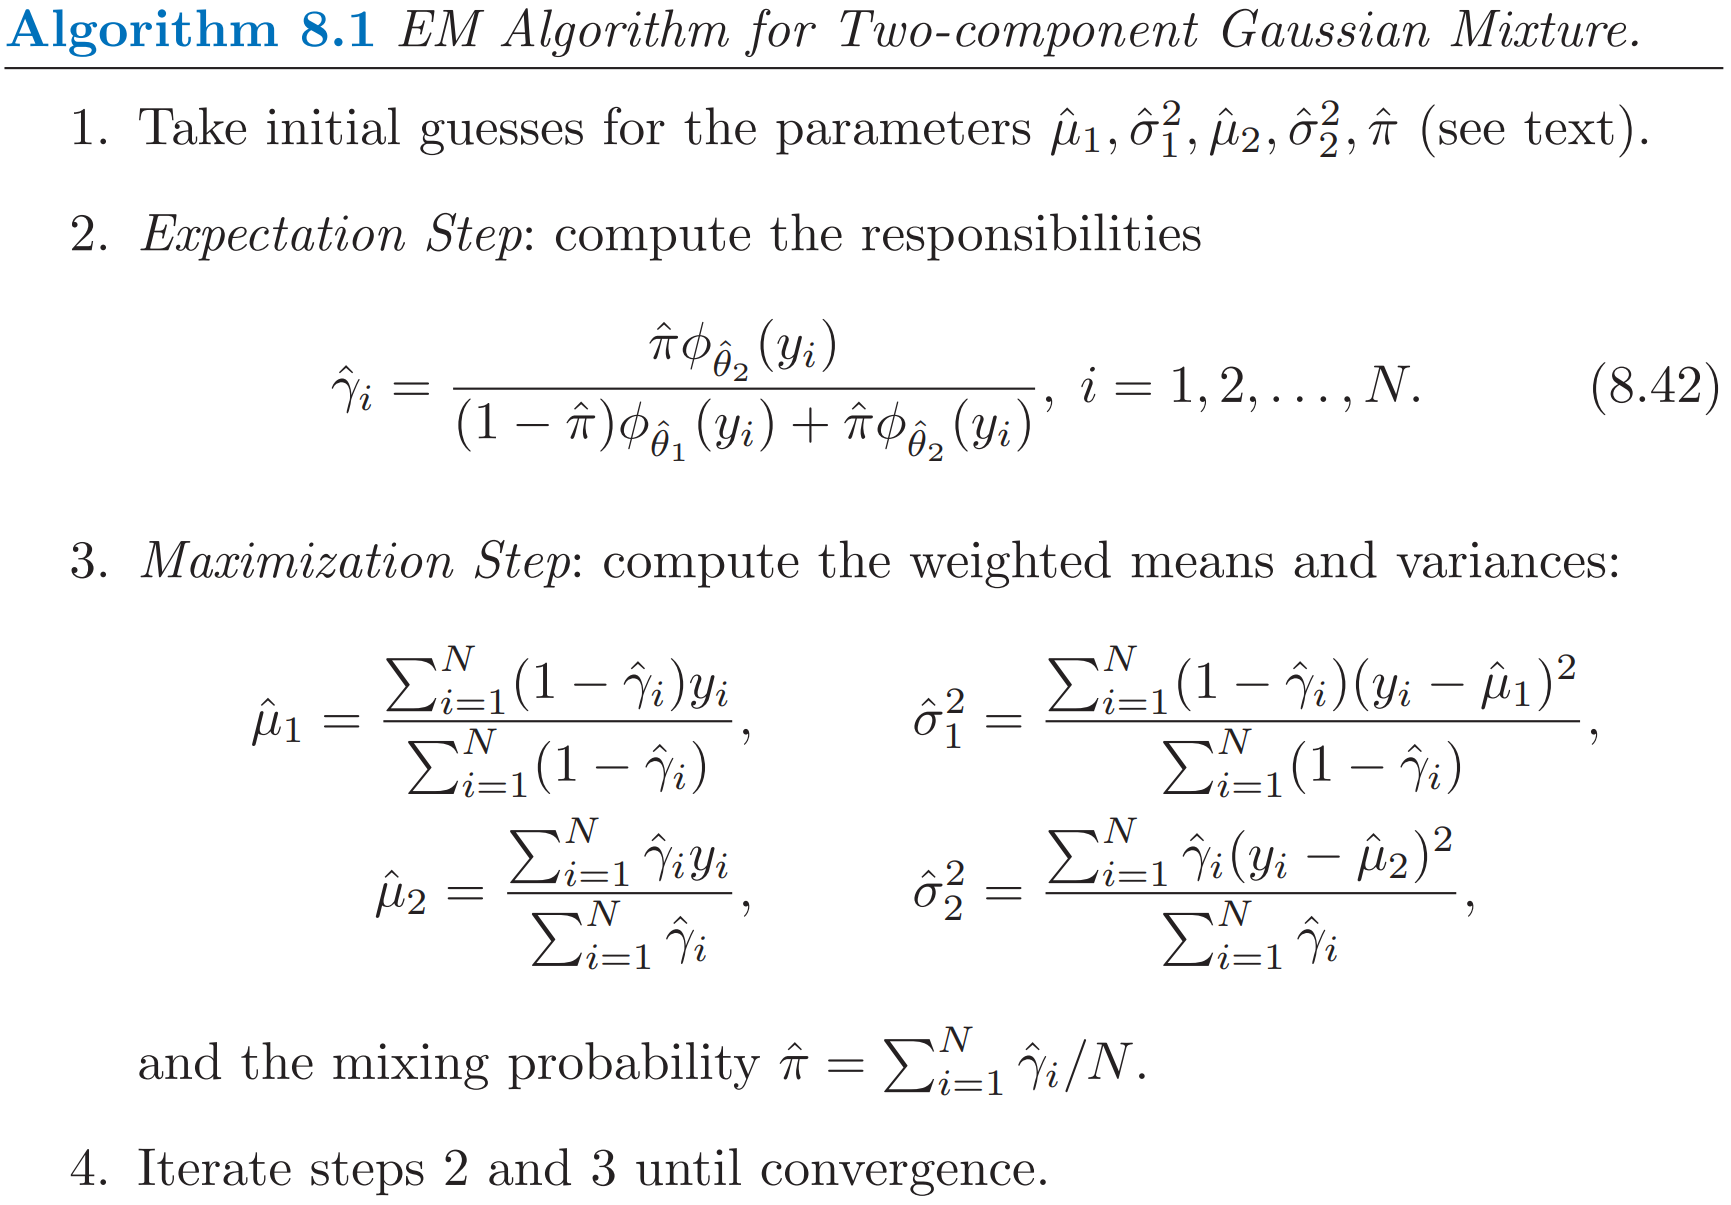 Algorithm 8.1 EM Algorithm for Two-component Gaussian Mixture.
1. Take initial guesses for the parameters $\hat{\mu}_1, \hat{\sigma}_1^2, \hat{\mu}_2, \hat{\sigma}_2^2, \hat{\pi}$ (see text).
2. Expectation Step: compute the responsibilities
$\hat{\gamma}_i = \frac{\hat{\pi}\phi_{\hat{\theta}_2}(y_i)}{(1-\hat{\pi})\phi_{\hat{\theta}_1}(y_i)+\hat{\pi}\phi_{\hat{\theta}_2}(y_i)},\ i = 1, 2, \ldots, N.$ (8.42)
3. Maximization Step: compute the weighted means and variances:
$\hat{\mu}_1 = \frac{\sum_{i=1}^N (1-\hat{\gamma}_i)y_i}{\sum_{i=1}^N (1-\hat{\gamma}_i)},$ $\hat{\sigma}_1^2 = \frac{\sum_{i=1}^N (1-\hat{\gamma}_i)(y_i-\hat{\mu}_1)^2}{\sum_{i=1}^N (1-\hat{\gamma}_i)},$
$\hat{\mu}_2 = \frac{\sum_{i=1}^N \hat{\gamma}_i y_i}{\sum_{i=1}^N \hat{\gamma}_i},$ $\hat{\sigma}_2^2 = \frac{\sum_{i=1}^N \hat{\gamma}_i(y_i-\hat{\mu}_2)^2}{\sum_{i=1}^N \hat{\gamma}_i},$
and the mixing probability $\hat{\pi} = \sum_{i=1}^N \hat{\gamma}_i/N.$
4. Iterate steps 2 and 3 until convergence.